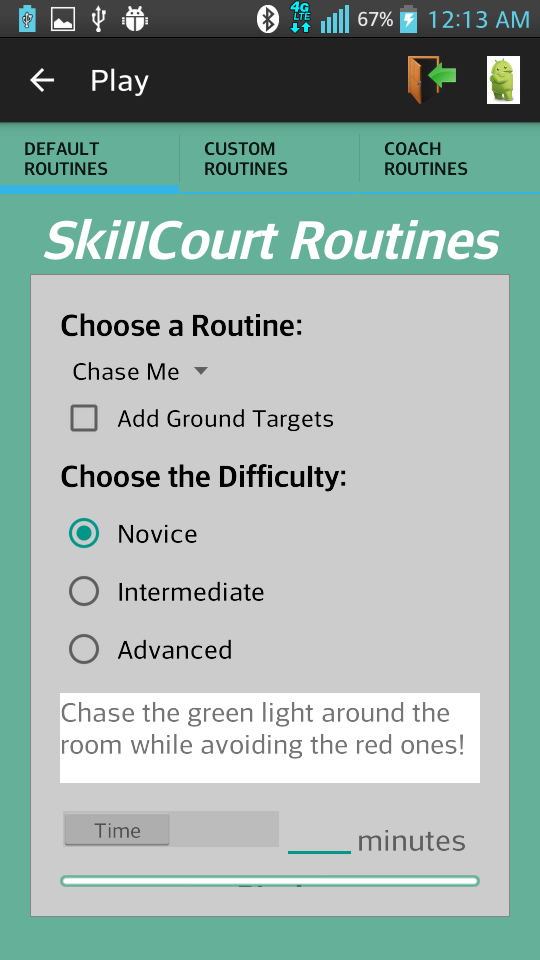 4G LTE 67% 12:13 AM
Play
DEFAULT ROUTINES
CUSTOM ROUTINES
COACH ROUTINES
SkillCourt Routines
Choose a Routine:
Chase Me
Add Ground Targets
Choose the Difficulty:
Novice
Intermediate
Advanced
Chase the green light around the
room while avoiding the red ones!
Time
minutes